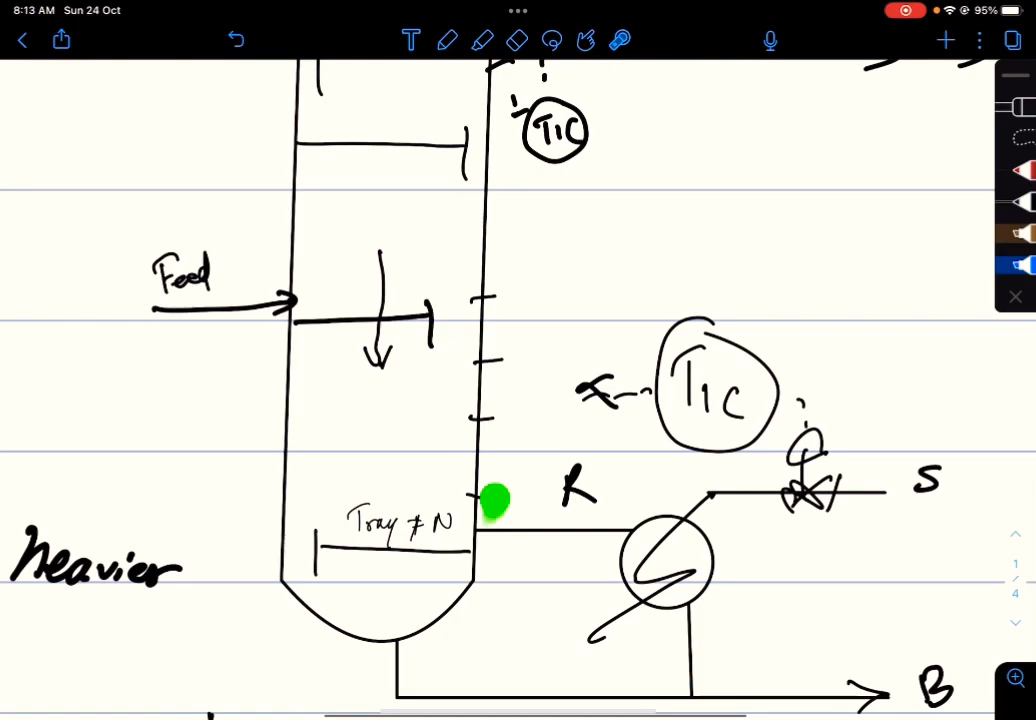 8:13 AM Sun 24 Oct
95%
TIC
Feed
TIC
R
S
Tray # N
heavier
B
1
/
4